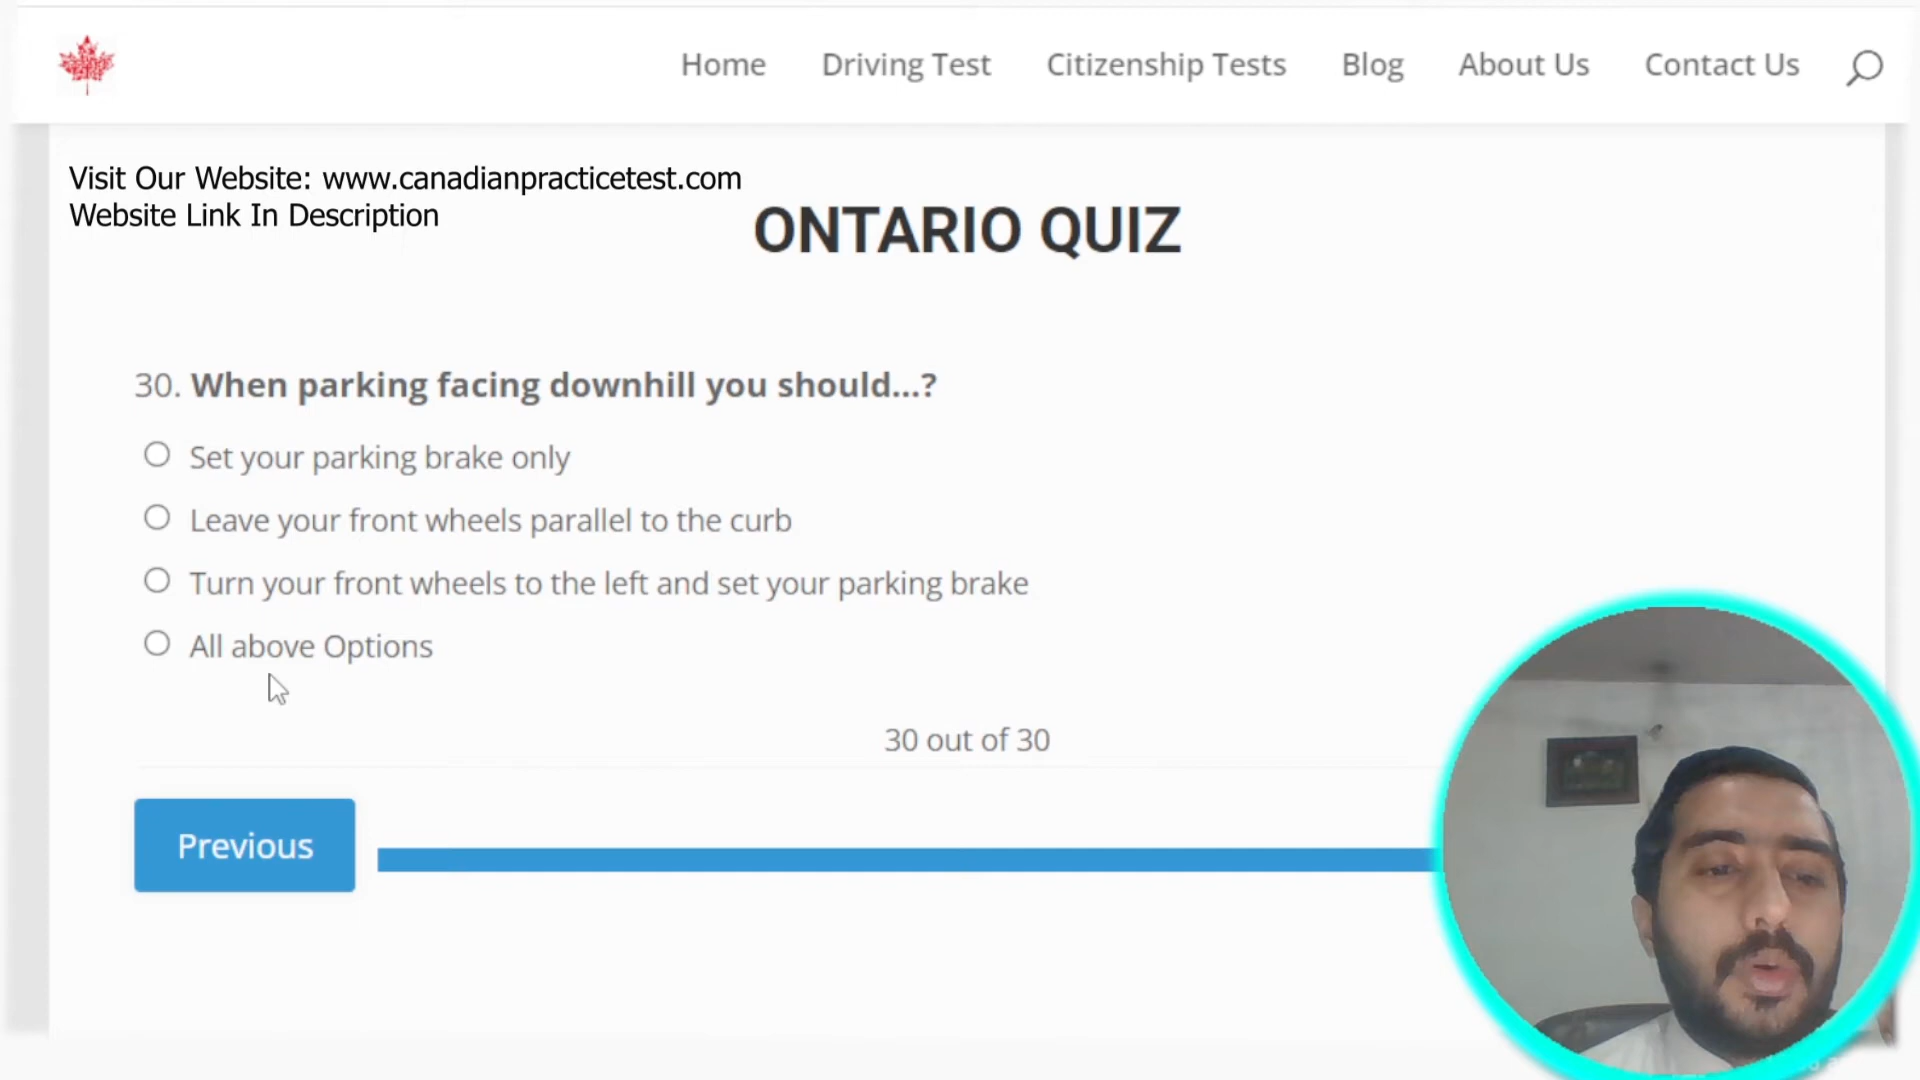 Home Driving Test Citizenship Tests Blog About Us Contact Us
Visit Our Website: www.canadianpracticetest.com
Website Link In Description
ONTARIO QUIZ
30. When parking facing downhill you should...?
Set your parking brake only
Leave your front wheels parallel to the curb
Turn your front wheels to the left and set your parking brake
All above Options
30 out of 30
Previous